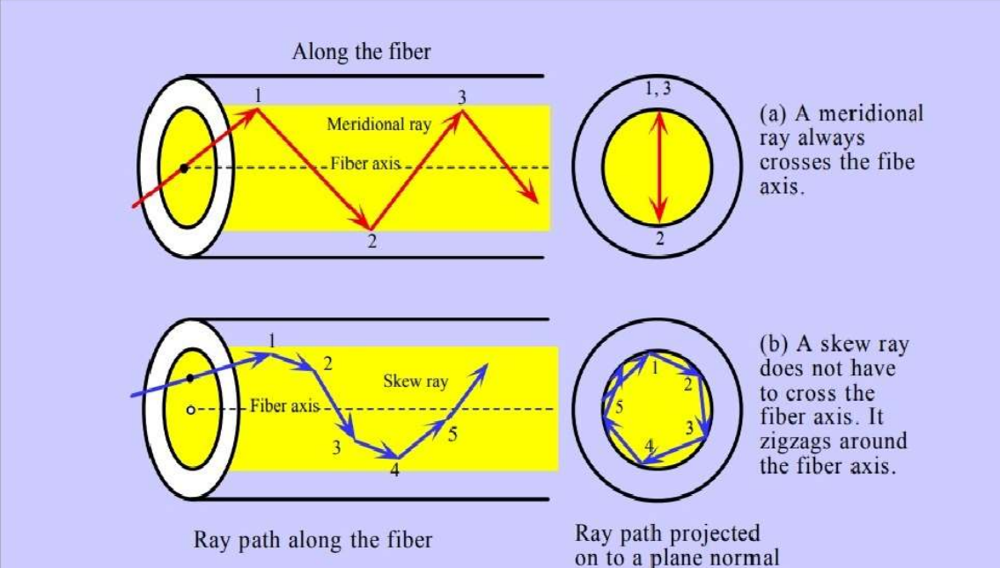 Along the fiber
1
3
Meridional ray
Fiber axis
2
1, 3
2
(a) A meridional
ray always
crosses the fibe
axis.
1
2
Skew ray
Fiber axis
3
5
4
1
2
3
4
5
(b) A skew ray
does not have
to cross the
fiber axis. It
zigzags around
the fiber axis.
Ray path along the fiber
Ray path projected
on to a plane normal